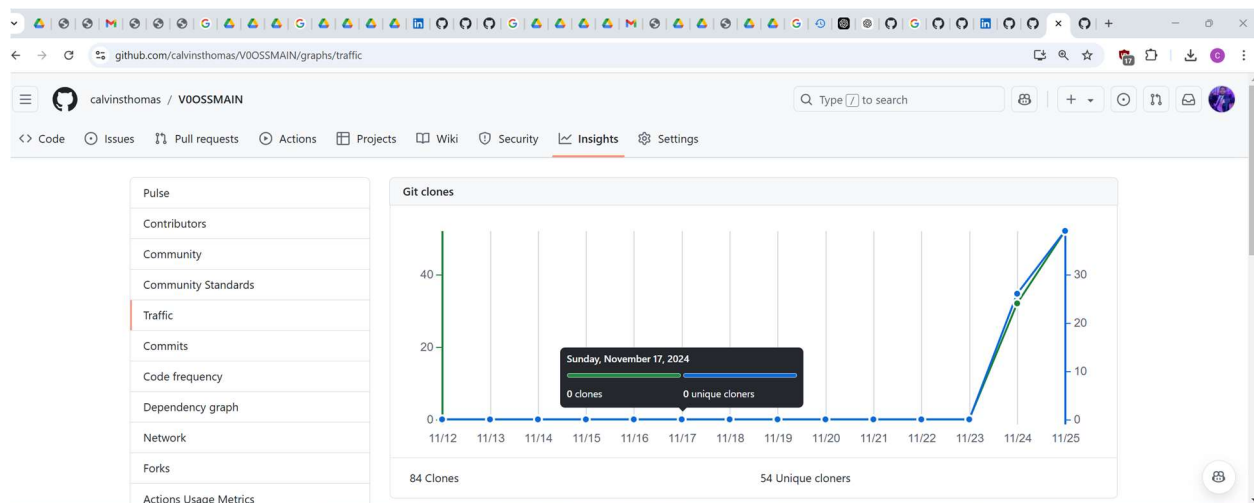 17
C
github.com/calvinsthomas/V0OSSMAIN/graphs/traffic
calvinsthomas / V0OSSMAIN
Type / to search
<> Code Issues Pull requests Actions Projects Wiki Security Insights Settings
Pulse
Contributors
Community
Community Standards
Traffic
Commits
Code frequency
Dependency graph
Network
Forks
Actions Usage Metrics
Git clones
40 30
20
20
10
0 0
Sunday, November 17, 2024
0 clones 0 unique cloners
11/12 11/13 11/14 11/15 11/16 11/17 11/18 11/19 11/20 11/21 11/22 11/23 11/24 11/25
84 Clones 54 Unique cloners